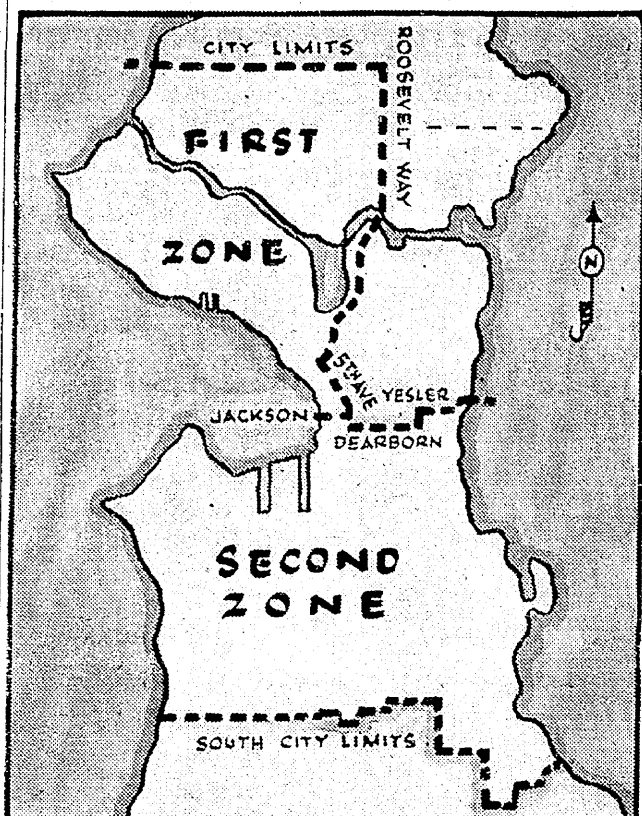 CITY LIMITS
ROOSEVELT WAY
FIRST
ZONE
N
5TH AVE
YESLER
JACKSON
DEARBORN
SECOND
ZONE
SOUTH CITY LIMITS